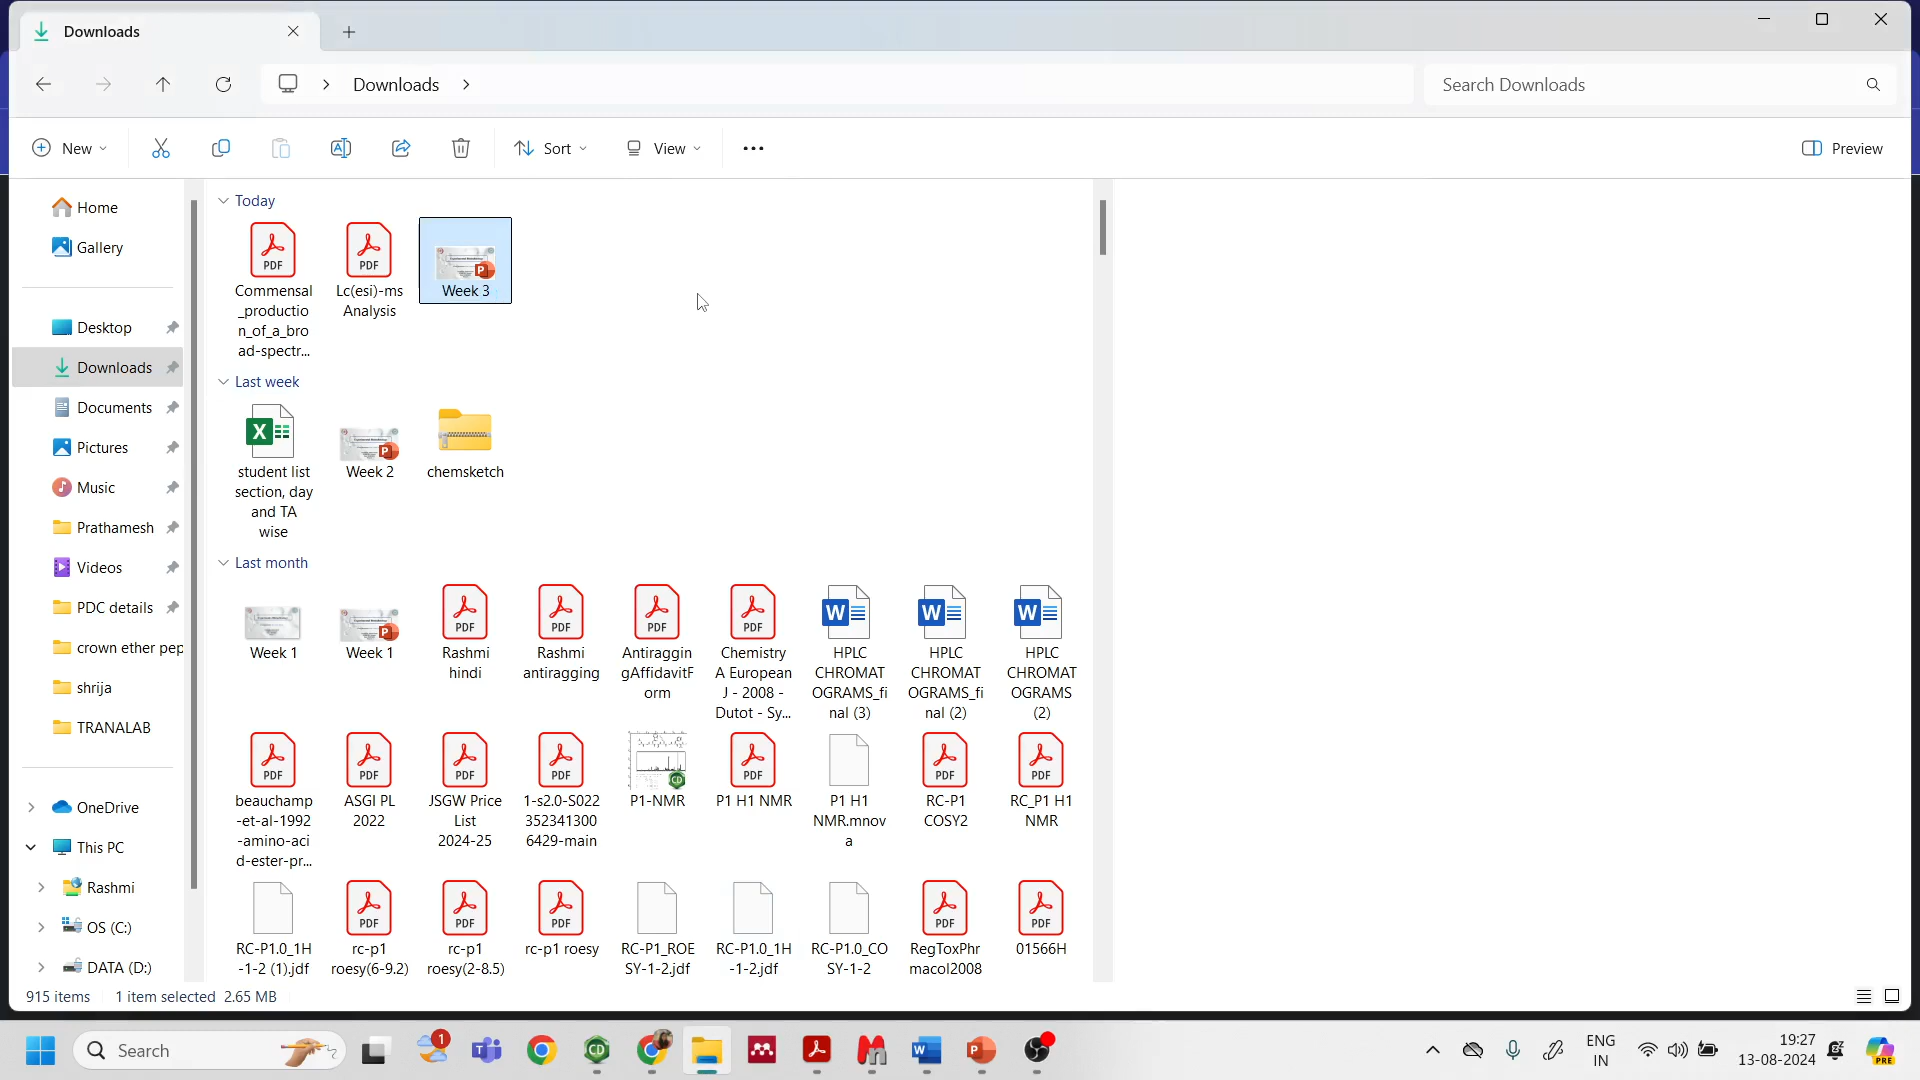 Downloads
Downloads
Search Downloads
New
Sort
View
Preview
Home
Gallery
Desktop
Downloads
Documents
Pictures
Music
Prathamesh
Videos
PDC details
crown ether pep
shrija
TRANALAB
OneDrive
This PC
Rashmi
OS (C:)
DATA (D:)
Today
Commensal
_productio
n_of_a_bro
ad-spectr...
Lc(esi)-ms
Analysis
Week 3
Last week
student list
section, day
and TA
wise
Week 2
chemsketch
Last month
Week 1
Week 1
Rashmi
hindi
Rashmi
antiragging
Antiraggin
gAffidavitF
orm
Chemistry
A European
J - 2008 -
Dutot - Sy...
HPLC
CHROMAT
OGRAMS_fi
nal (3)
HPLC
CHROMAT
OGRAMS_fi
nal (2)
HPLC
CHROMAT
OGRAMS
(2)
beauchamp
-et-al-1992
-amino-aci
d-ester-pr...
ASGI PL
2022
JSGW Price
List
2024-25
1-s2.0-S022
352341300
6429-main
P1-NMR
P1 H1 NMR
P1 H1
NMR.mnov
a
RC-P1
COSY2
RC_P1 H1
NMR
RC-P1.0_1H
-1-2 (1).jdf
rc-p1
roesy(6-9.2)
rc-p1
roesy(2-8.5)
rc-p1 roesy
RC-P1_ROE
SY-1-2.jdf
RC-P1.0_1H
-1-2.jdf
RC-P1.0_CO
SY-1-2
RegToxPhr
macol2008
01566H
915 items
1 item selected 2.65 MB
Search
1
ENG
IN
19:27
13-08-2024